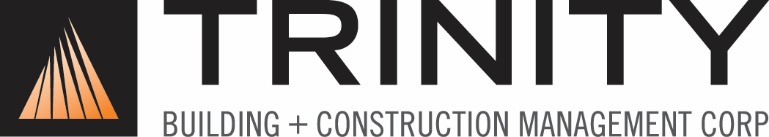 TRINITY
BUILDING + CONSTRUCTION MANAGEMENT CORP